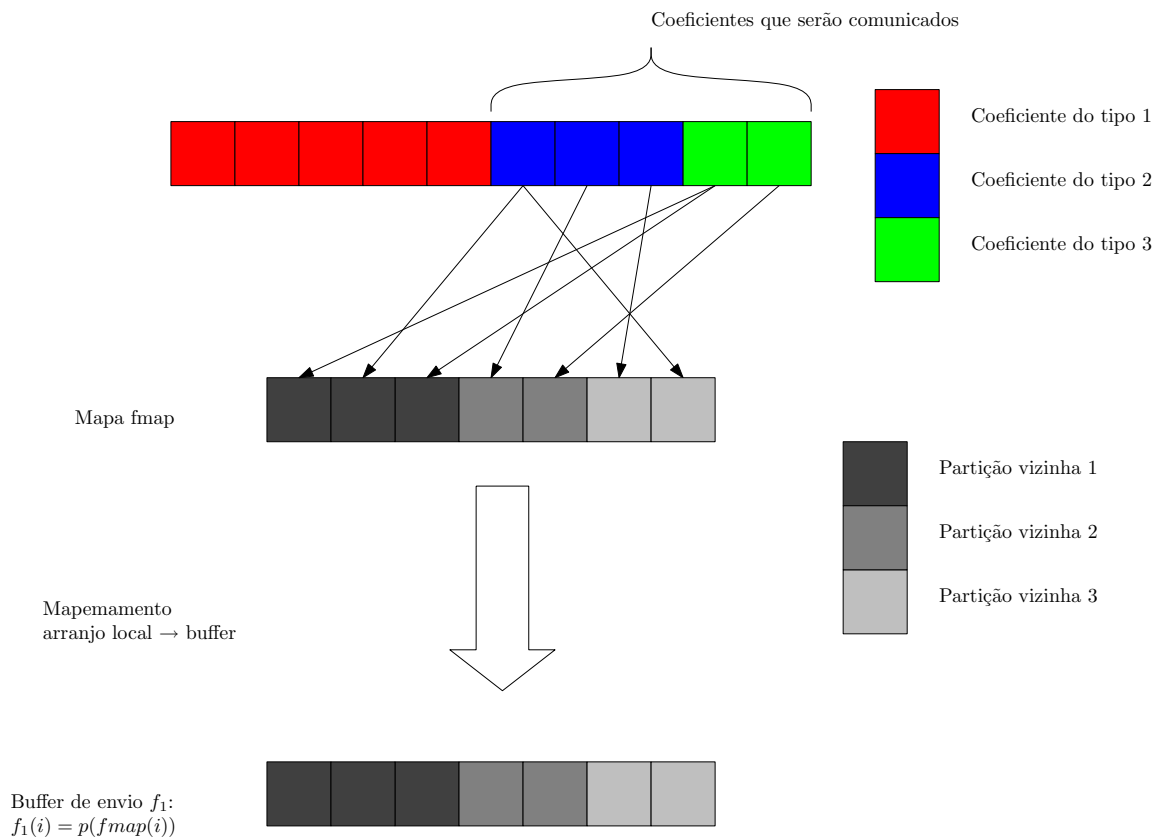 Coeficientes que serão comunicados
Coeficiente do tipo 1
Coeficiente do tipo 2
Coeficiente do tipo 3
Mapa fmap
Partição vizinha 1
Partição vizinha 2
Partição vizinha 3
Mapemamento
arranjo local → buffer
Buffer de envio f₁:
f₁(i) = p(fmap(i))